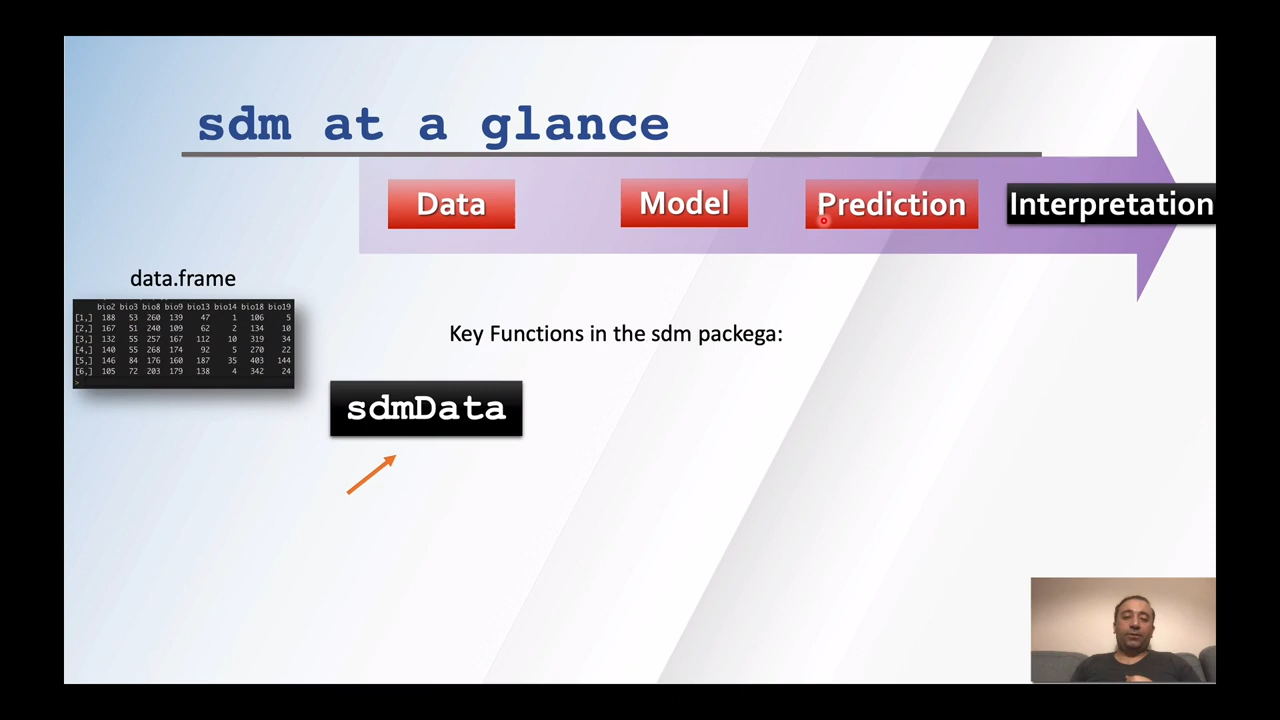 sdm at a glance
Data Model Prediction Interpretation
data.frame
bio2 bio3 bio8 bio9 bio13 bio14 bio18 bio19
[1,] 188 53 260 139 47 1 106 5
[2,] 167 51 240 109 62 2 134 10
[3,] 132 55 257 167 112 10 319 34
[4,] 140 55 268 174 92 5 270 22
[5,] 146 84 176 160 187 35 403 144
[6,] 105 72 203 179 138 4 342 24
>
Key Functions in the sdm packega:
sdmData